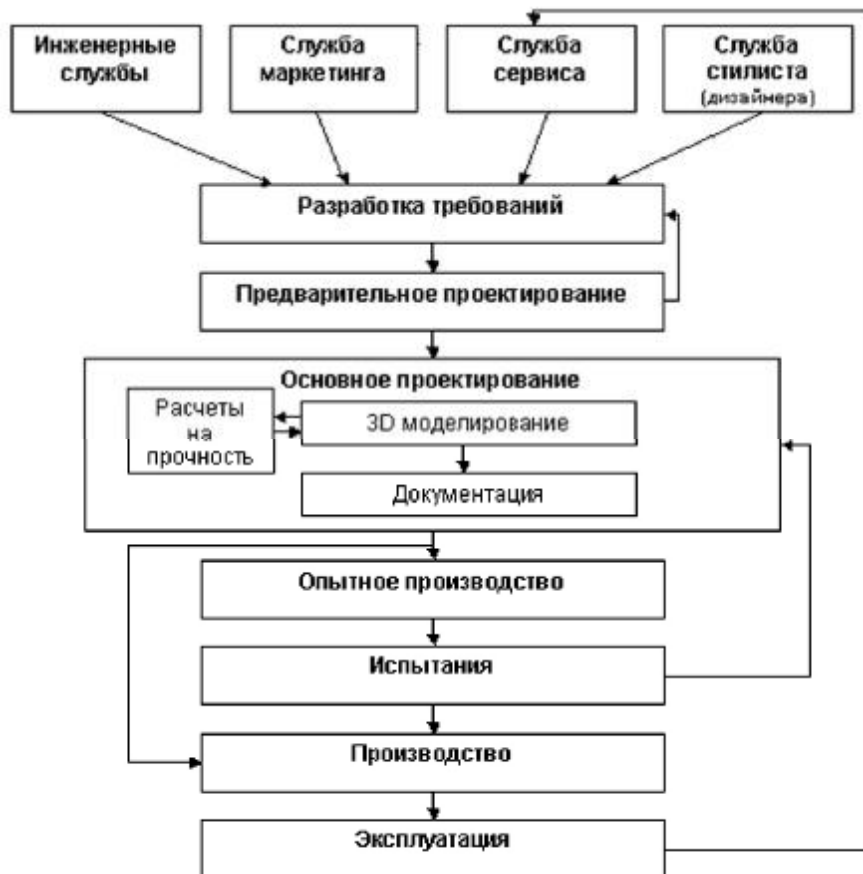 Инженерные
службы
Служба
маркетинга
Служба
сервиса
Служба
стилиста
(дизайнера)
Разработка требований
Предварительное проектирование
Основное проектирование
Расчеты
на
прочность
3D моделирование
Документация
Опытное производство
Испытания
Производство
Эксплуатация